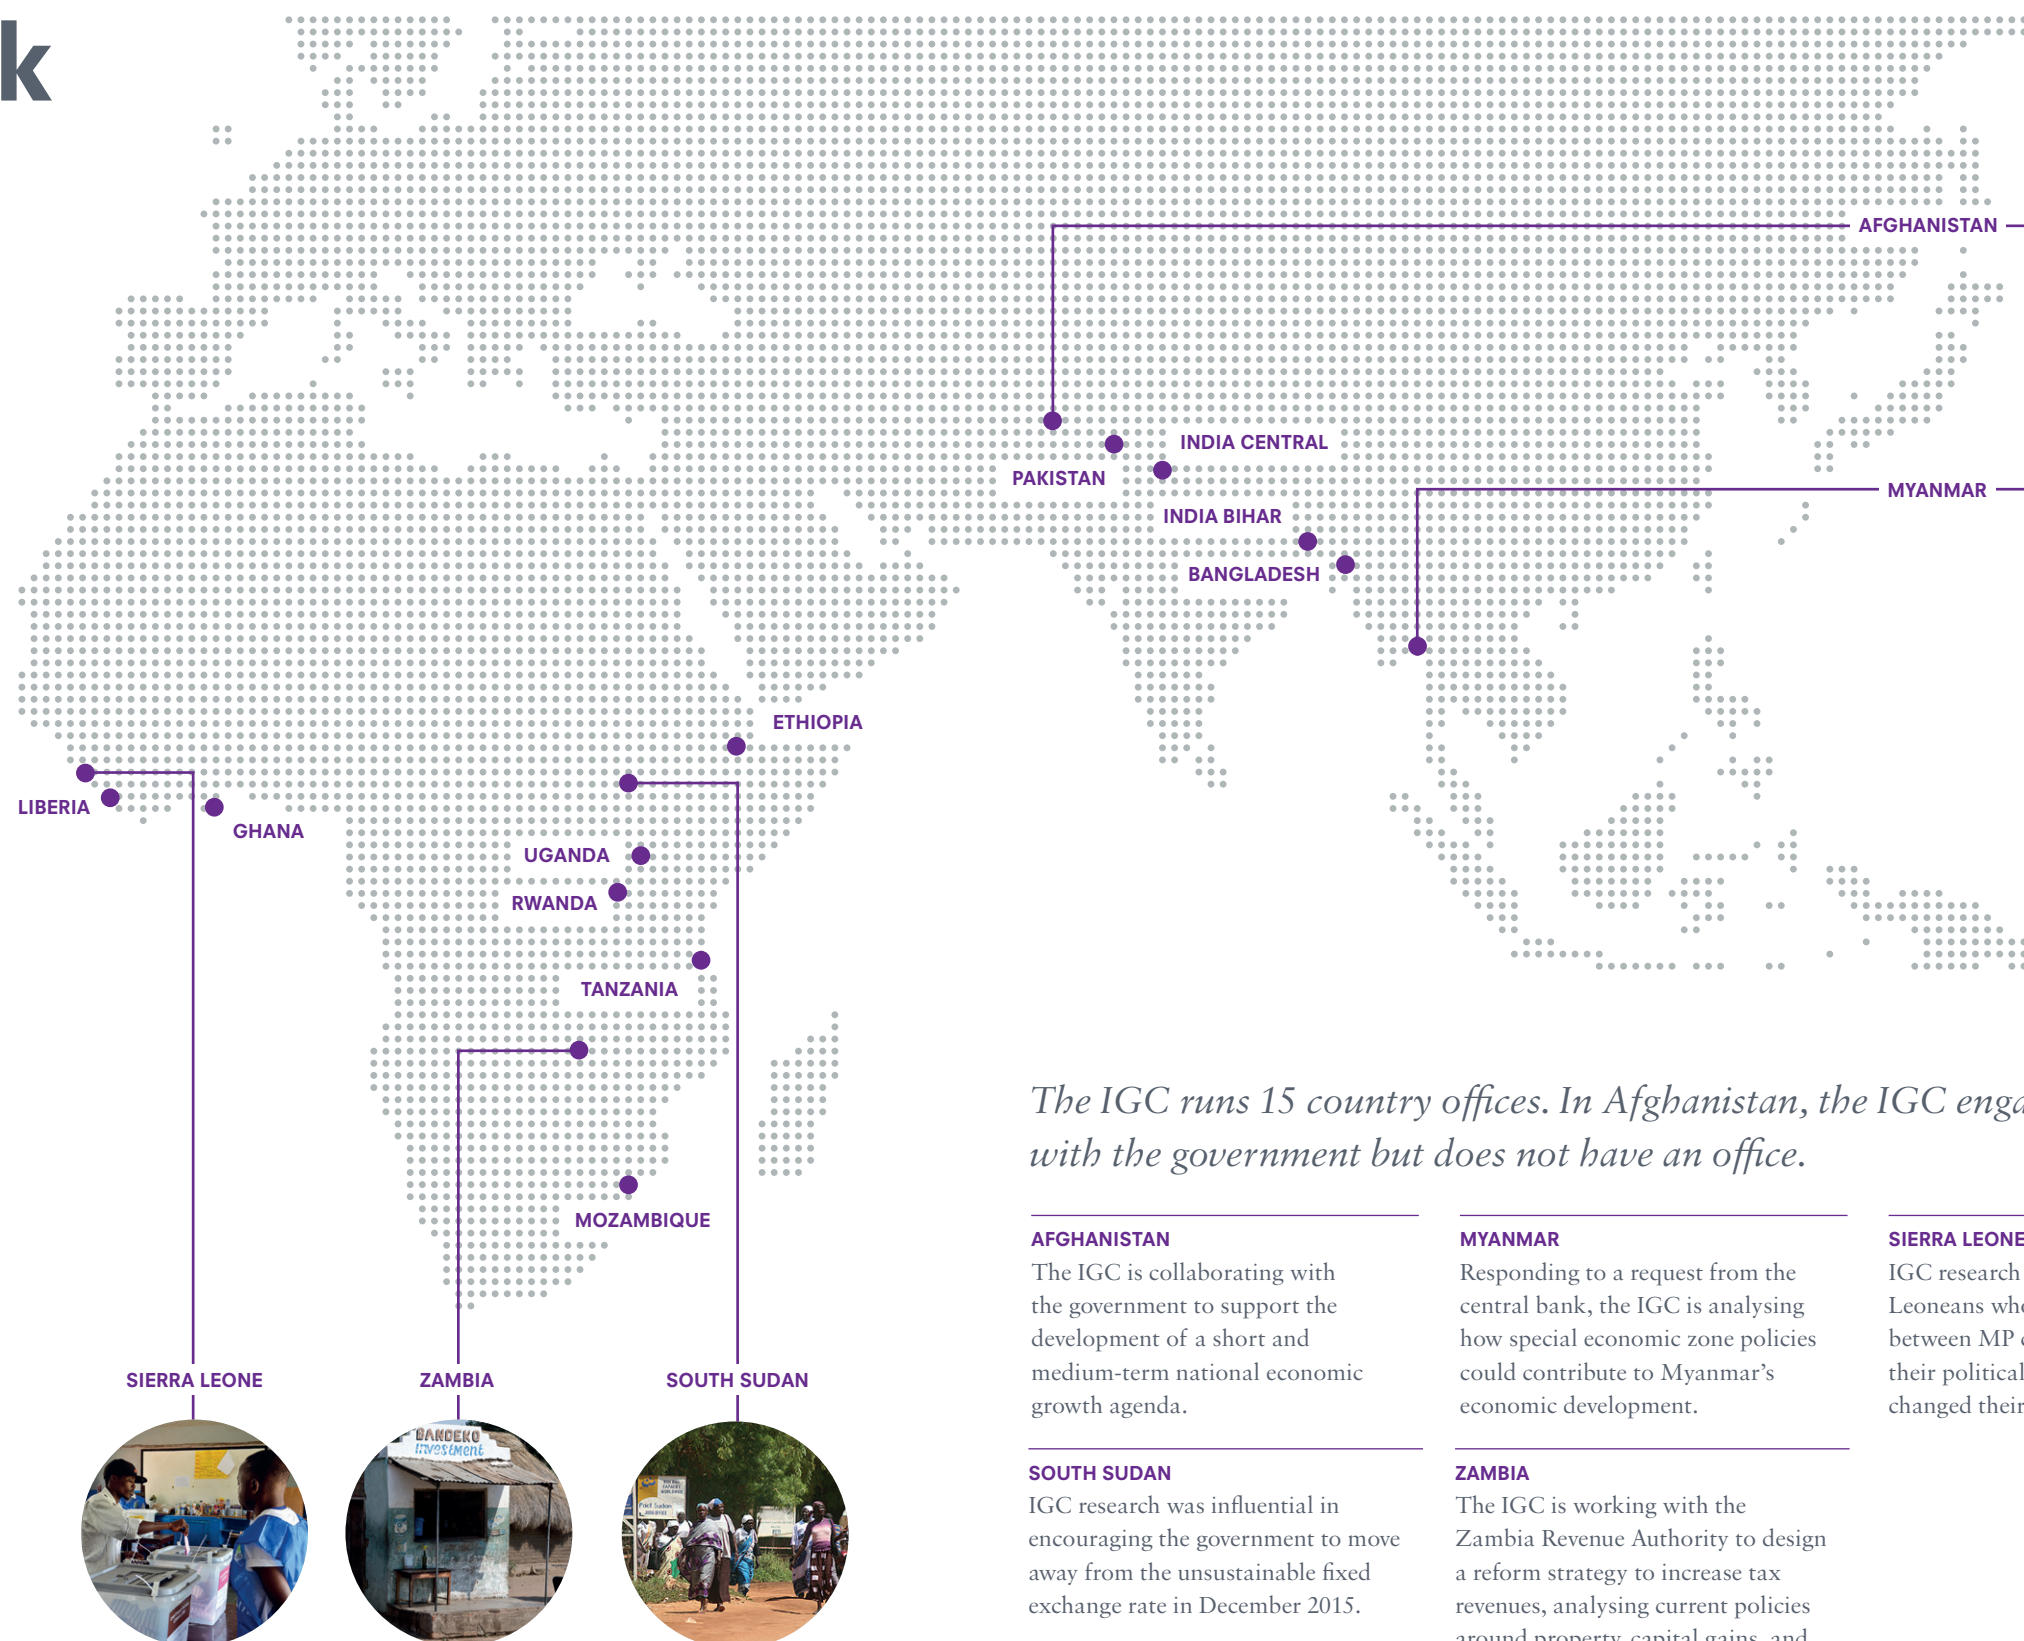 k
AFGHANISTAN
INDIA CENTRAL
PAKISTAN
MYANMAR
INDIA BIHAR
BANGLADESH
ETHIOPIA
LIBERIA
GHANA
UGANDA
RWANDA
TANZANIA
MOZAMBIQUE
SIERRA LEONE
ZAMBIA
SOUTH SUDAN
BANDEKO
Investment
The IGC runs 15 country offices. In Afghanistan, the IGC enga
with the government but does not have an office.
AFGHANISTAN
The IGC is collaborating with
the government to support the
development of a short and
medium-term national economic
growth agenda.
MYANMAR
Responding to a request from the
central bank, the IGC is analysing
how special economic zone policies
could contribute to Myanmar's
economic development.
SIERRA LEONE
IGC research
Leoneans who
between MP
their political
changed their
SOUTH SUDAN
IGC research was influential in
encouraging the government to move
away from the unsustainable fixed
exchange rate in December 2015.
ZAMBIA
The IGC is working with the
Zambia Revenue Authority to design
a reform strategy to increase tax
revenues, analysing current policies
around property, capital gains, and